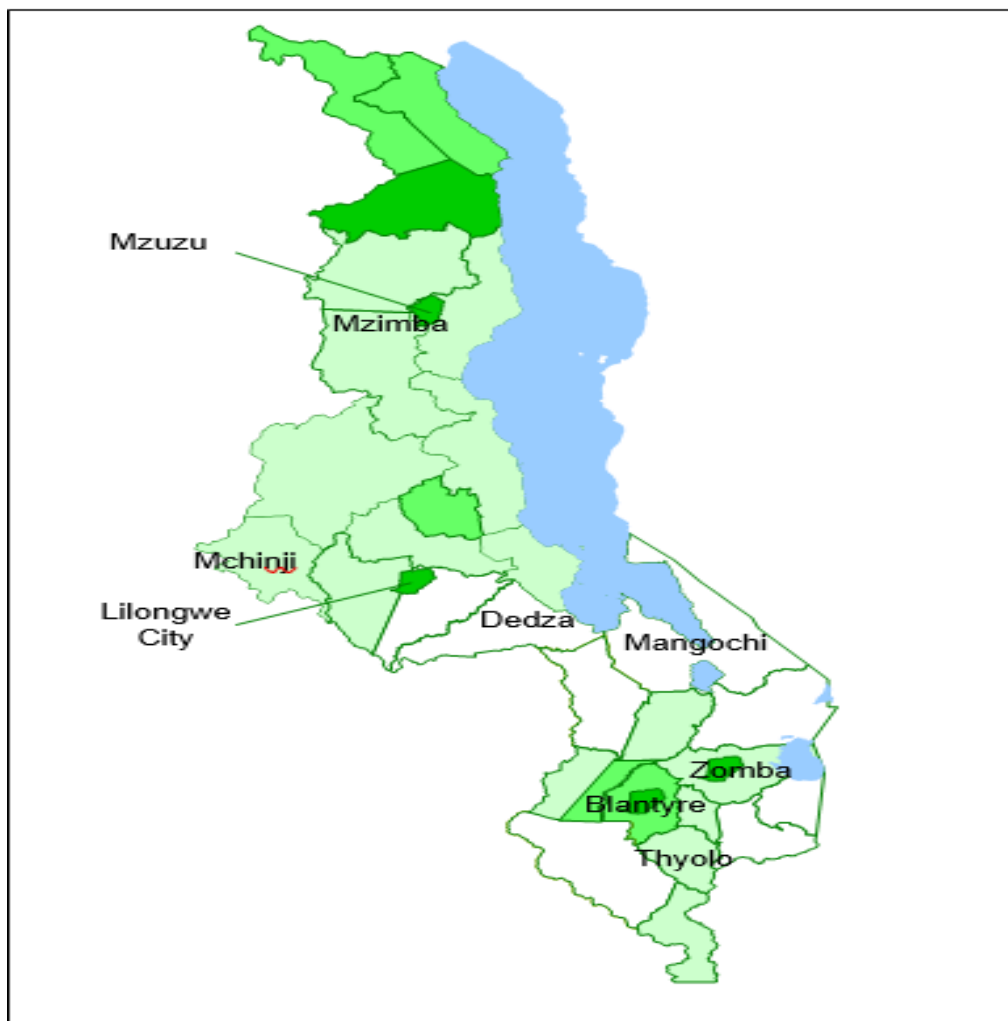 Mzuzu
Mzimba
Mchinji
Lilongwe
City
Dedza
Mangochi
Zomba
Blantyre
Thyolo